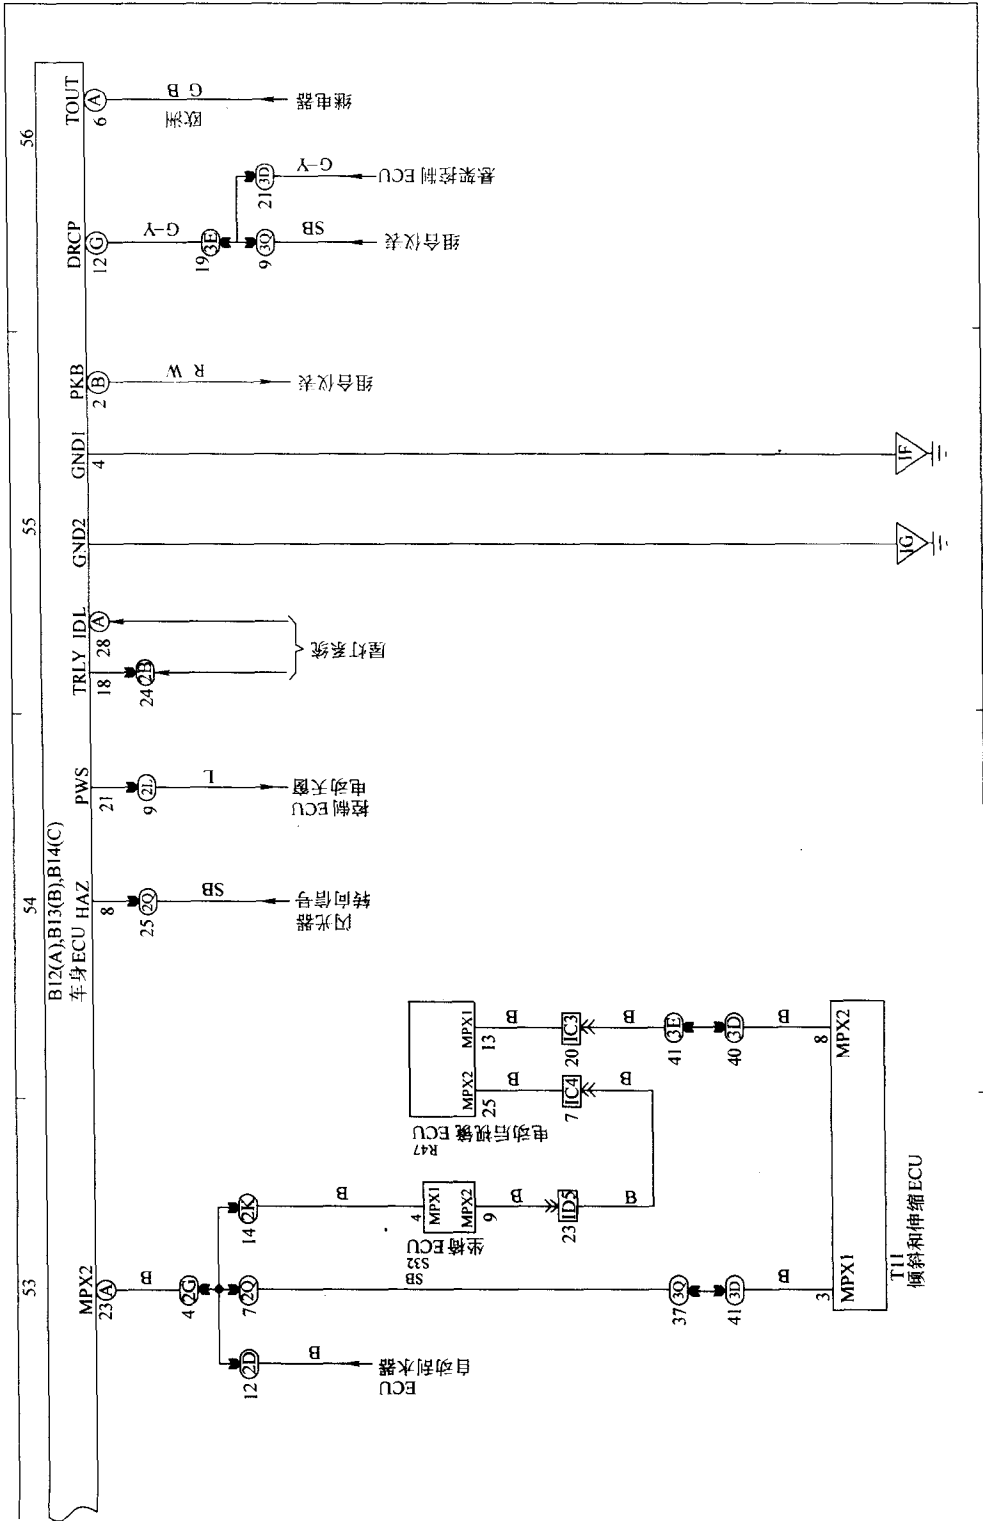 56
55
54
53
B12(A),B13(B),B14(C)
车身ECU
TOUT
6 A
G B
欧洲
继电器
DRCP
12 G
G-Y
19 3E
21 3D
G-Y
悬架控制ECU
9 3Q
SB
组合仪表
PKB
2 B
R W
组合仪表
GND1
4
IF
GND2
IG
IDL
28 A
TRLY
18
24 2B
屋灯系统
PWS
21
9 2L
L
电动天窗
控制ECU
HAZ
8
25 2Q
SB
转向信号
闪光器
MPX2
23 A
B
4 2G
14 2K
B
4
MPX1
MPX2
坐椅ECU
S32
9
B
23 ID5
B
7 2Q
SB
37 3Q
41 3D
B
3
MPX1
12 2D
B
自动刮水器
ECU
MPX1
MPX2
电动后视镜ECU
R47
13
B
20 IC3
B
41 3E
40 3D
B
8
MPX2
25
B
7 IC4
B
T11
倾斜和伸缩ECU